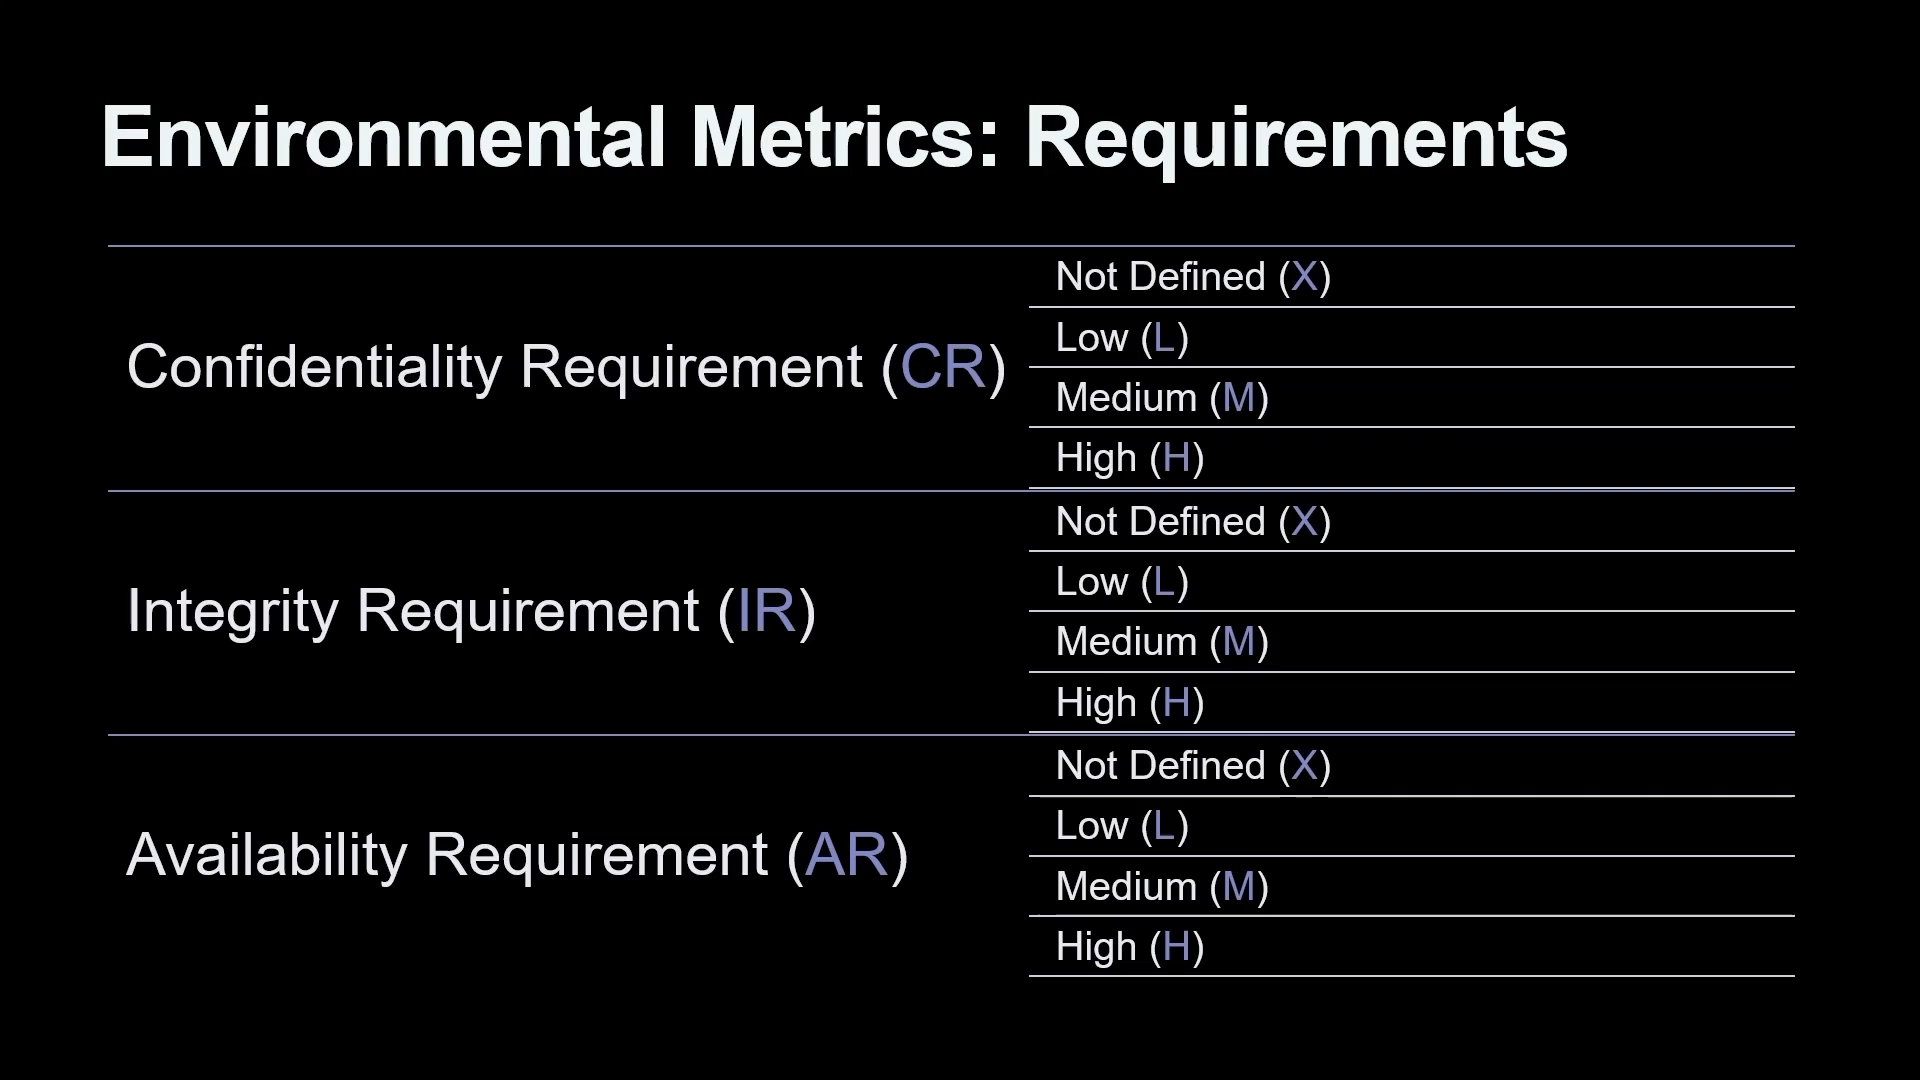 Environmental Metrics: Requirements
Confidentiality Requirement (CR)
Not Defined (X)
Low (L)
Medium (M)
High (H)
Integrity Requirement (IR)
Not Defined (X)
Low (L)
Medium (M)
High (H)
Availability Requirement (AR)
Not Defined (X)
Low (L)
Medium (M)
High (H)